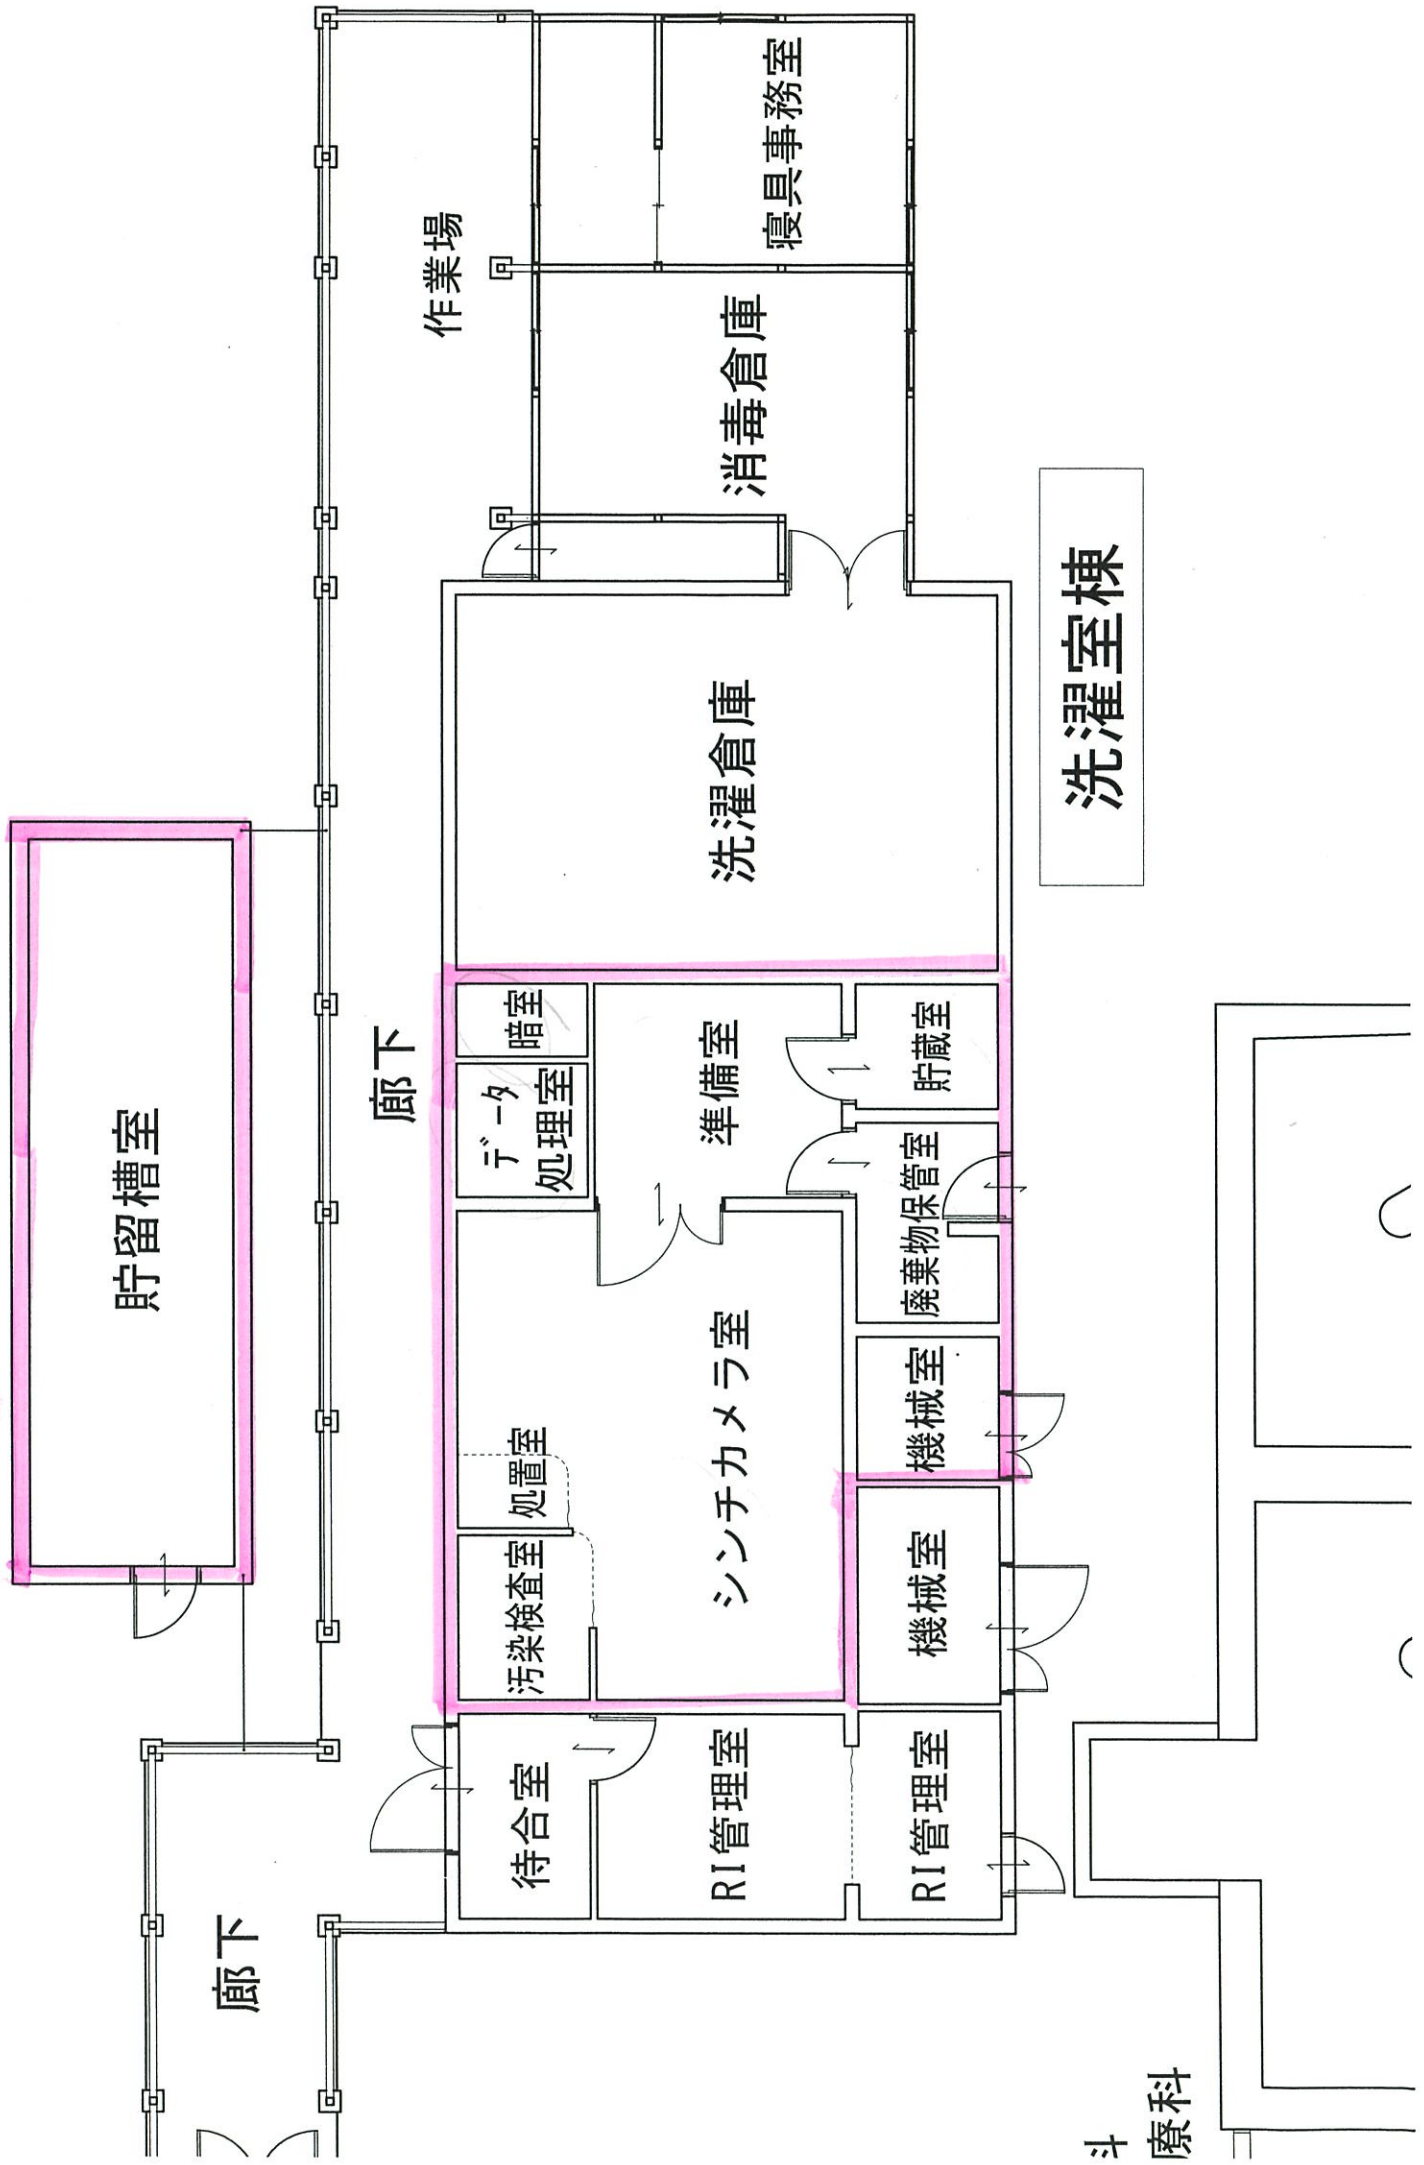 貯留槽室
廊下
廊下
作業場
寝具事務室
消毒倉庫
洗濯倉庫
洗濯室棟
暗室
データ
処理室
準備室
貯蔵室
廃棄物保管室
処置室
汚染検査室
シンチカメラ室
機械室
機械室
待合室
RI管理室
RI管理室
科
療科